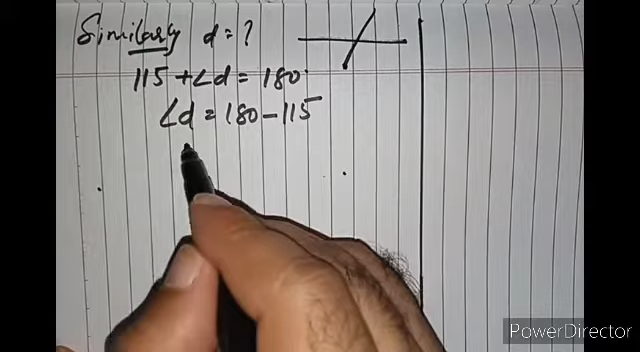 Similarly d = ?
115 + ∠d = 180
∠d = 180 - 115
PowerDirector